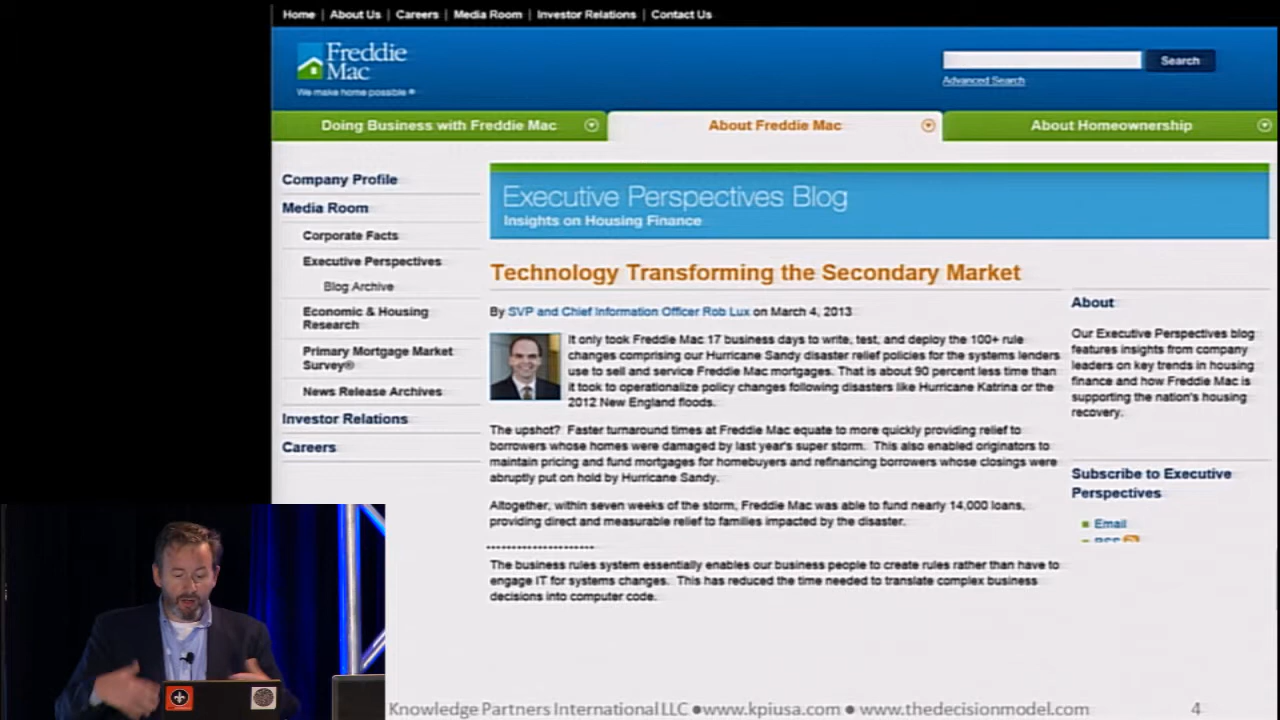 Home | About Us | Careers | Media Room | Investor Relations | Contact Us
Freddie
Mac
We make home possible ®
Search
Advanced Search
Doing Business with Freddie Mac
About Freddie Mac
About Homeownership
Company Profile
Media Room
Corporate Facts
Executive Perspectives
Blog Archive
Economic & Housing
Research
Primary Mortgage Market
Survey®
News Release Archives
Investor Relations
Careers
Executive Perspectives Blog
Insights on Housing Finance
Technology Transforming the Secondary Market
By SVP and Chief Information Officer Rob Lux on March 4, 2013
It only took Freddie Mac 17 business days to write, test, and deploy the 100+ rule
changes comprising our Hurricane Sandy disaster relief policies for the systems lenders
use to sell and service Freddie Mac mortgages. That is about 90 percent less time than
it took to operationalize policy changes following disasters like Hurricane Katrina or the
2012 New England floods.
The upshot? Faster turnaround times at Freddie Mac equate to more quickly providing relief to
borrowers whose homes were damaged by last year's super storm. This also enabled originators to
maintain pricing and fund mortgages for homebuyers and refinancing borrowers whose closings were
abruptly put on hold by Hurricane Sandy.
Altogether, within seven weeks of the storm, Freddie Mac was able to fund nearly 14,000 loans,
providing direct and measurable relief to families impacted by the disaster.
----------------------
The business rules system essentially enables our business people to create rules rather than have to
engage IT for systems changes. This has reduced the time needed to translate complex business
decisions into computer code.
About
Our Executive Perspectives blog
features insights from company
leaders on key trends in housing
finance and how Freddie Mac is
supporting the nation's housing
recovery.
Subscribe to Executive
Perspectives
Email
RSS
Knowledge Partners International LLC ●www.kpiusa.com ● www.thedecisionmodel.com
4